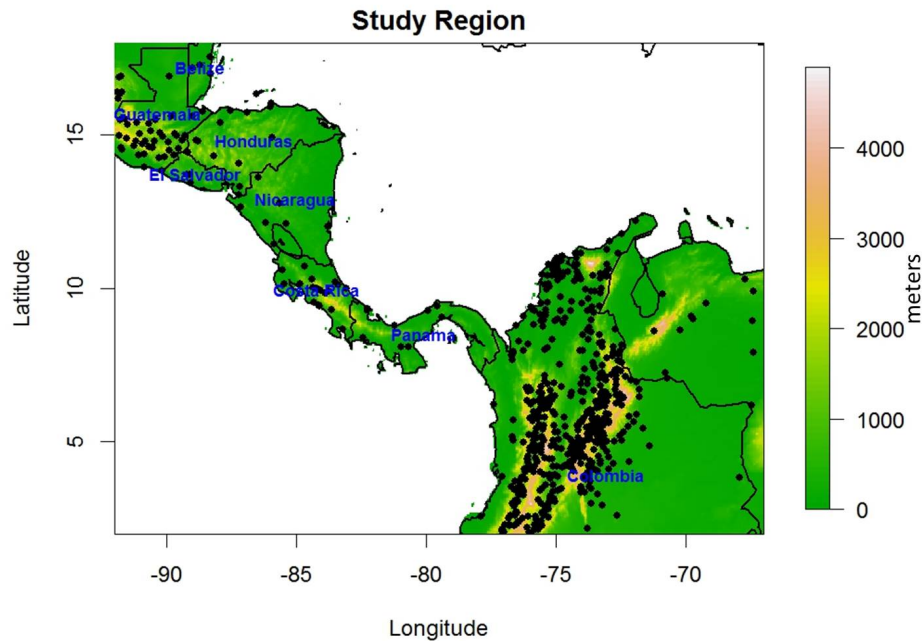 Study Region
Belize
Guatemala
Honduras
El Salvador
Nicaragua
Costa Rica
Panama
Colombia
Latitude
15
10
5
-90
-85
-80
-75
-70
Longitude
4000
3000
2000
1000
0
meters